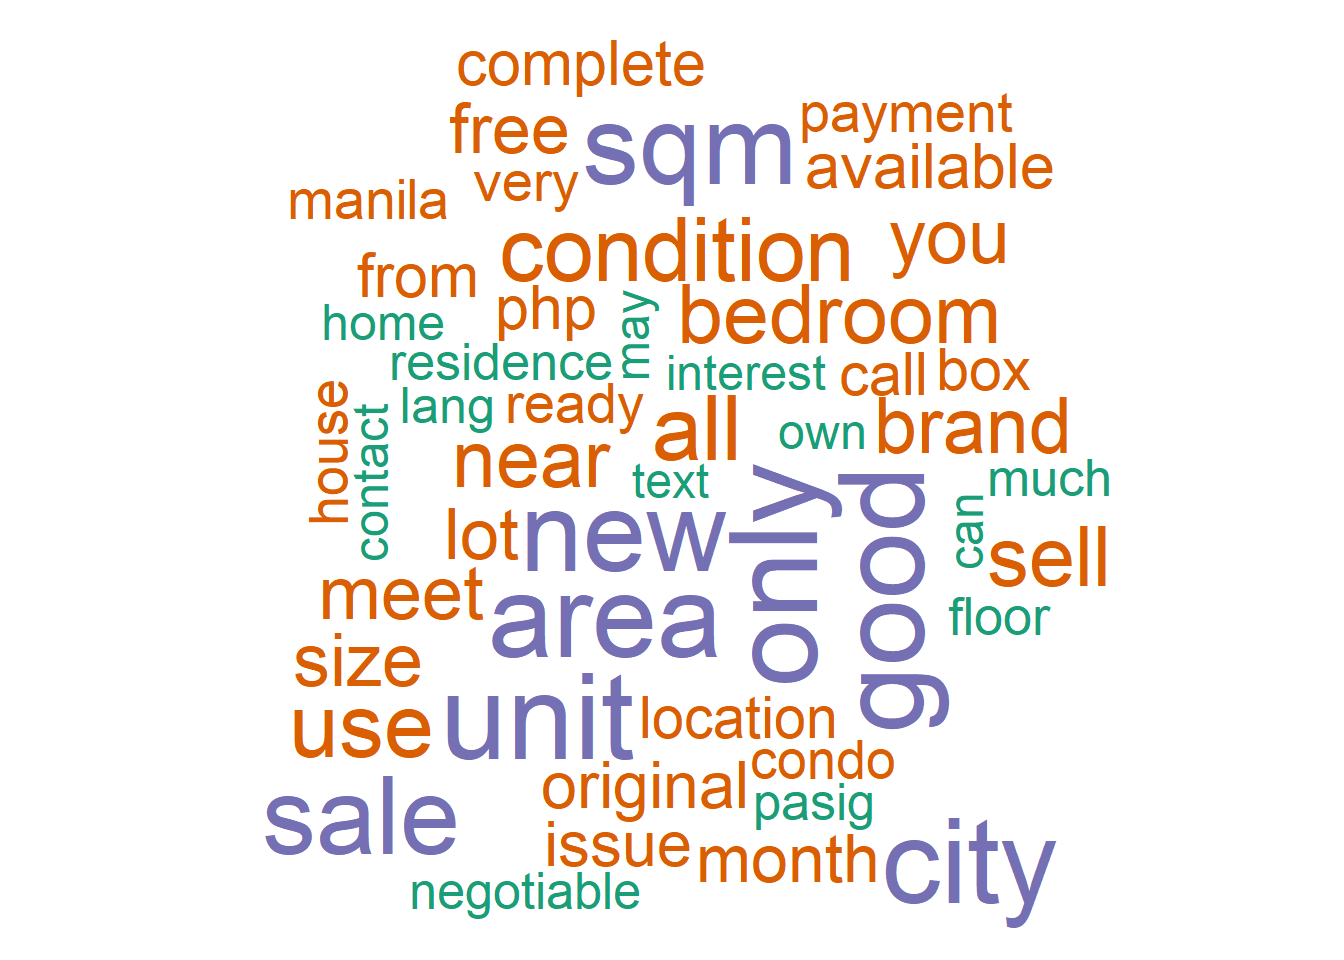 complete
free
sqm
payment
available
very
manila
condition
you
from
php
may
bedroom
home
residence
interest
call
box
house
contact
lang
ready
all
own
brand
near
text
only
good
much
can
lot
new
sell
meet
area
floor
size
use
unit
location
condo
original
pasig
sale
issue
month
city
negotiable